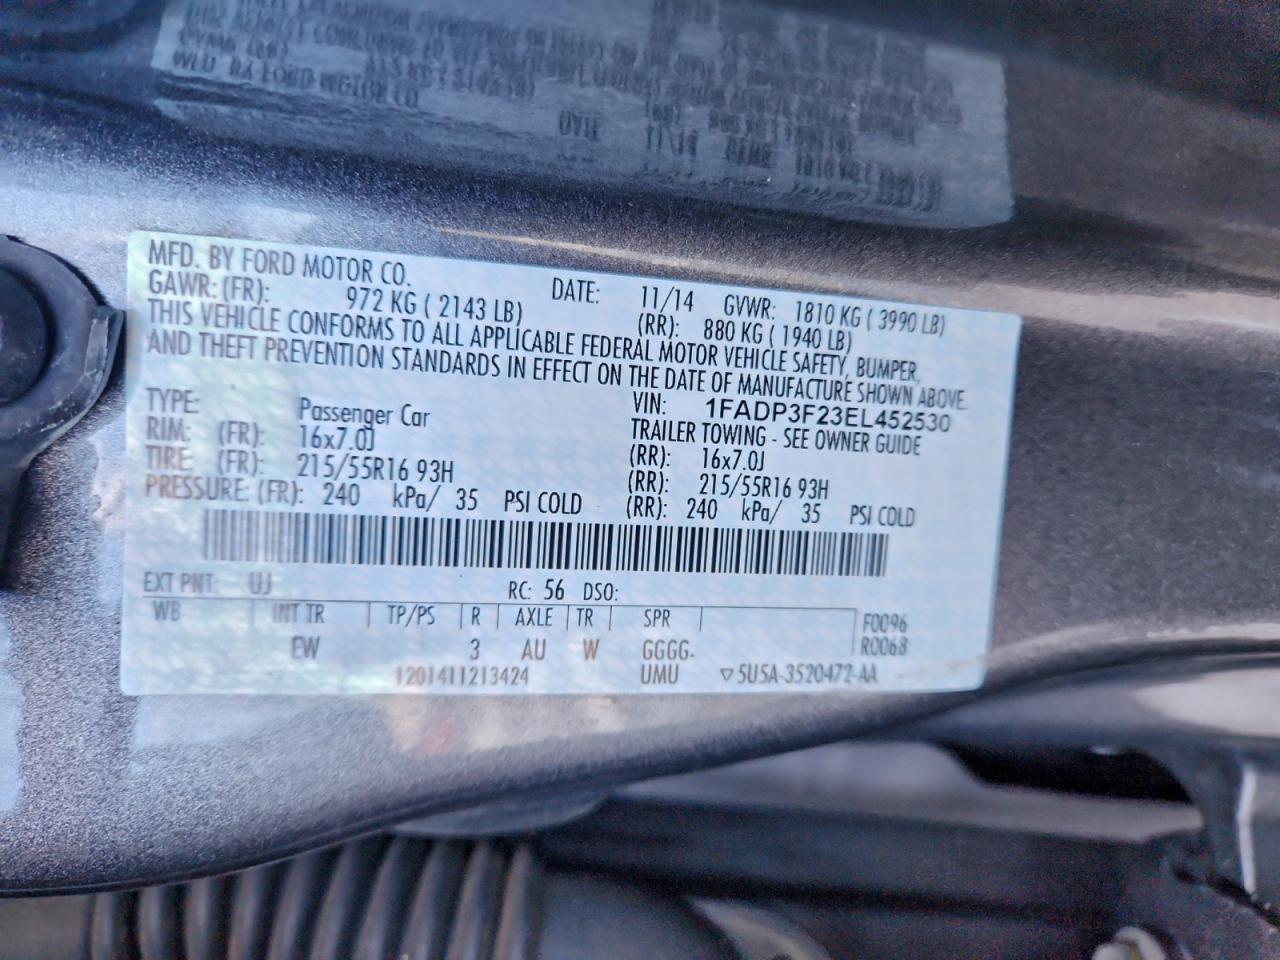 MFD. BY FORD MOTOR CO.
DATE: 11/14 GVWR: 1810 KG ( 3990 LB)
GAWR: (FR): 972 KG ( 2143 LB) (RR): 880 KG ( 1940 LB)
THIS VEHICLE CONFORMS TO ALL APPLICABLE FEDERAL MOTOR VEHICLE SAFETY, BUMPER,
AND THEFT PREVENTION STANDARDS IN EFFECT ON THE DATE OF MANUFACTURE SHOWN ABOVE.
VIN: 1FADP3F23EL452530
TYPE: Passenger Car TRAILER TOWING - SEE OWNER GUIDE
RIM: (FR): 16x7.0J (RR): 16x7.0J
TIRE: (FR): 215/55R16 93H (RR): 215/55R16 93H
PRESSURE: (FR): 240 kPa/ 35 PSI COLD (RR): 240 kPa/ 35 PSI COLD
EXT PNT: UJ RC: 56 DSO:
WB INT TR TP/PS R AXLE TR SPR F0096
EW 3 AU W GGGG. R0068
1201411213424 UMU ▽5U5A-3520472-AA